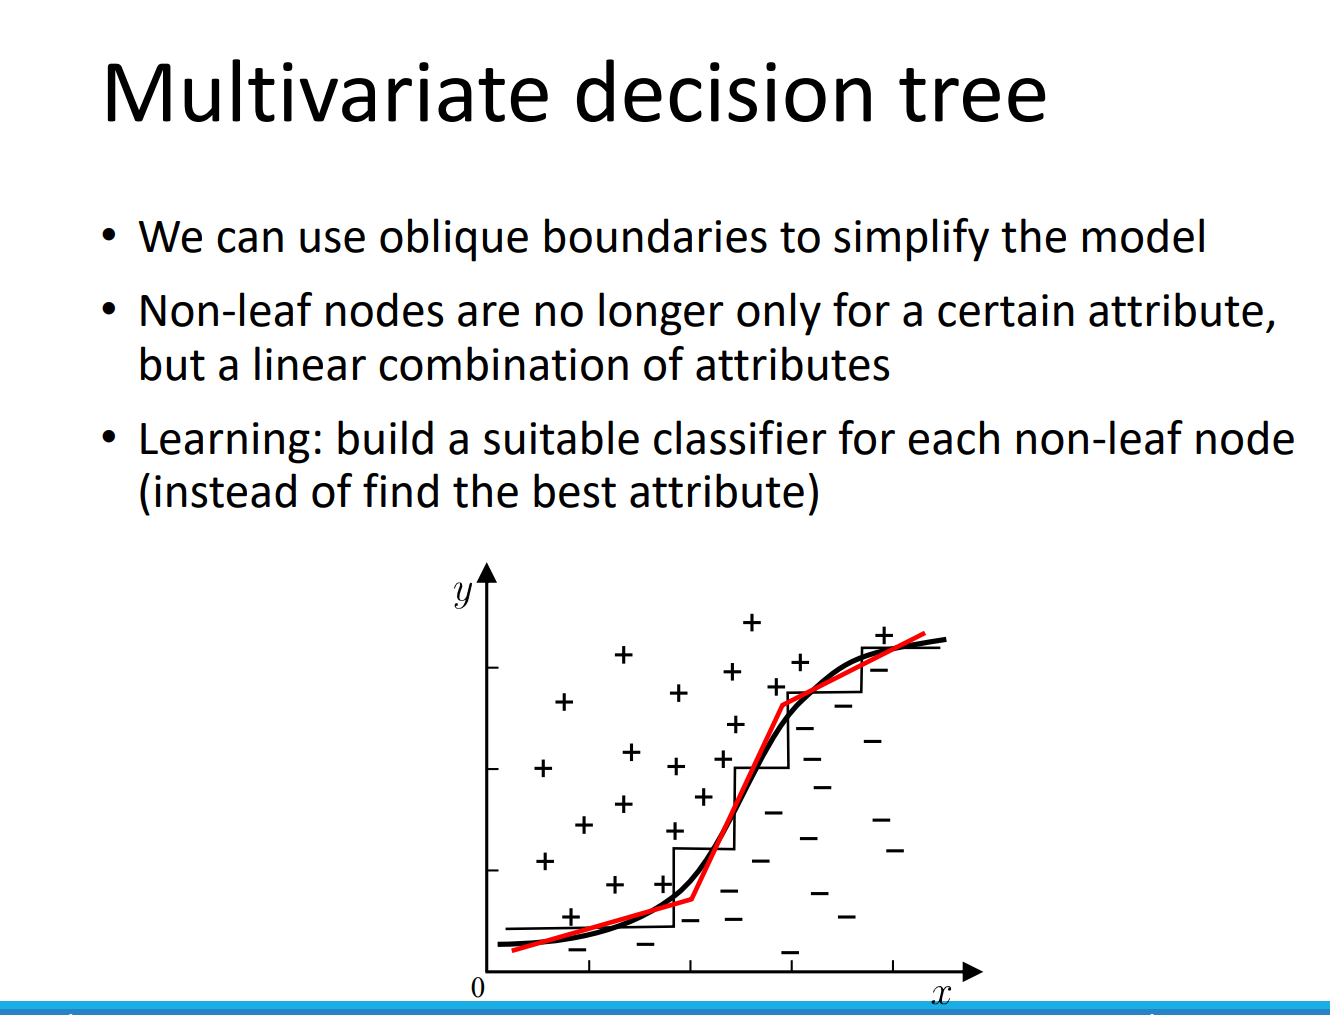 Multivariate decision tree
• We can use oblique boundaries to simplify the model
• Non-leaf nodes are no longer only for a certain attribute,
but a linear combination of attributes
• Learning: build a suitable classifier for each non-leaf node
(instead of find the best attribute)
y
0
x